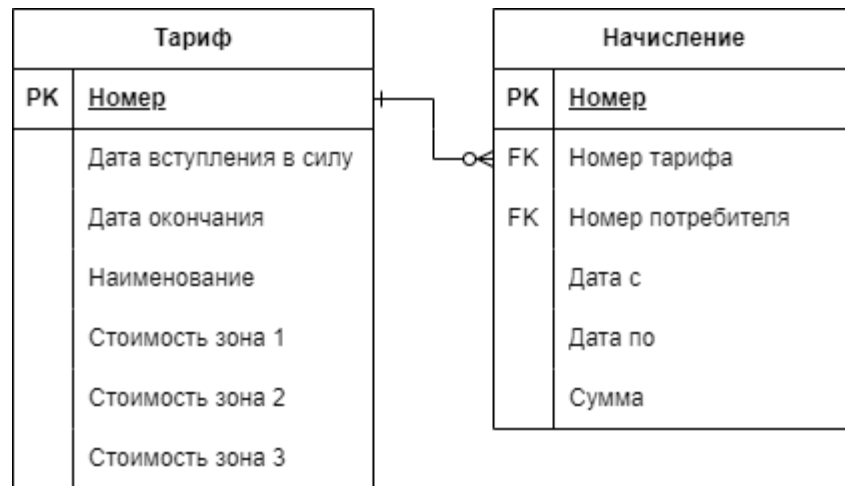 Тариф
PK Номер
Дата вступления в силу
Дата окончания
Наименование
Стоимость зона 1
Стоимость зона 2
Стоимость зона 3
Начисление
PK Номер
FK Номер тарифа
FK Номер потребителя
Дата с
Дата по
Сумма